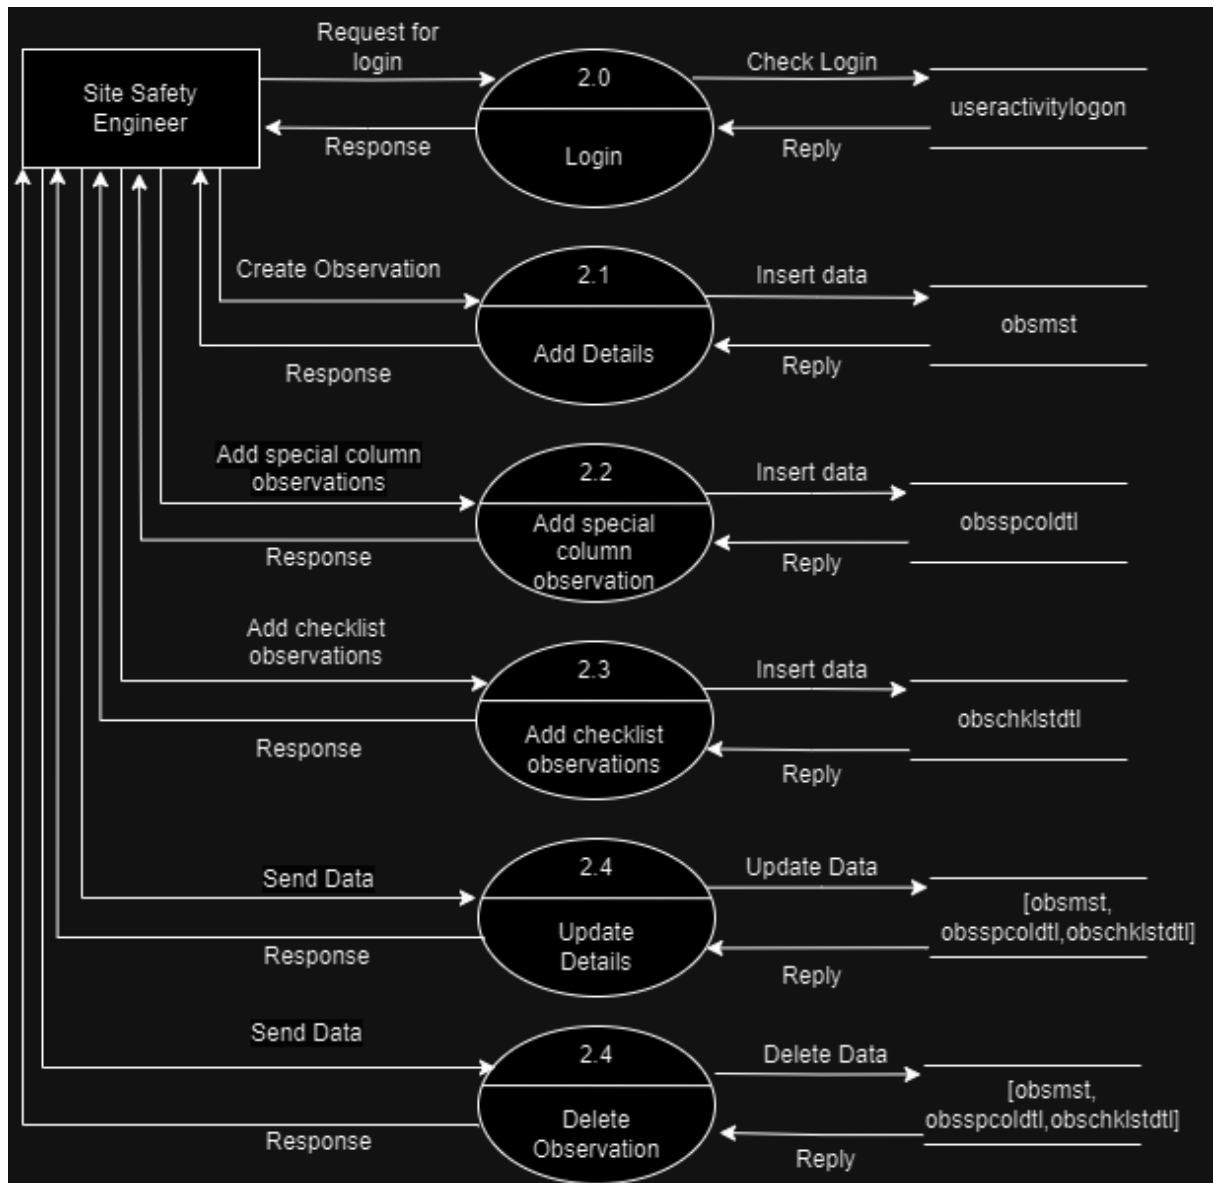 Request for
login
Site Safety
Engineer
2.0
Check Login
useractivitylogon
Response
Login
Reply
Create Observation
2.1
Insert data
obsmst
Response
Add Details
Reply
Add special column
observations
2.2
Insert data
obsspcoldtl
Response
Add special
column
observation
Reply
Add checklist
observations
2.3
Insert data
obschklstdtl
Response
Add checklist
observations
Reply
Send Data
2.4
Update Data
[obsmst,
obsspcoldtl,obschklstdtl]
Response
Update
Details
Reply
Send Data
2.4
Delete Data
[obsmst,
obsspcoldtl,obschklstdtl]
Response
Delete
Observation
Reply